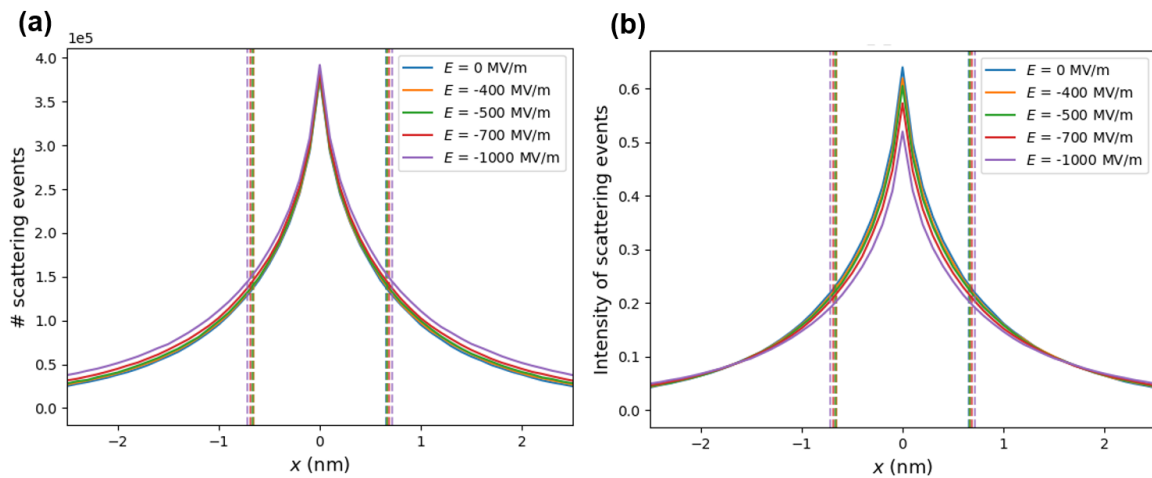 (a)
1e5
# scattering events
4.0
3.5
3.0
2.5
2.0
1.5
1.0
0.5
0.0
E = 0 MV/m
E = -400 MV/m
E = -500 MV/m
E = -700 MV/m
E = -1000 MV/m
−2
−1
0
1
2
x (nm)
(b)
Intensity of scattering events
0.6
0.5
0.4
0.3
0.2
0.1
0.0
E = 0 MV/m
E = -400 MV/m
E = -500 MV/m
E = -700 MV/m
E = -1000 MV/m
−2
−1
0
1
2
x (nm)